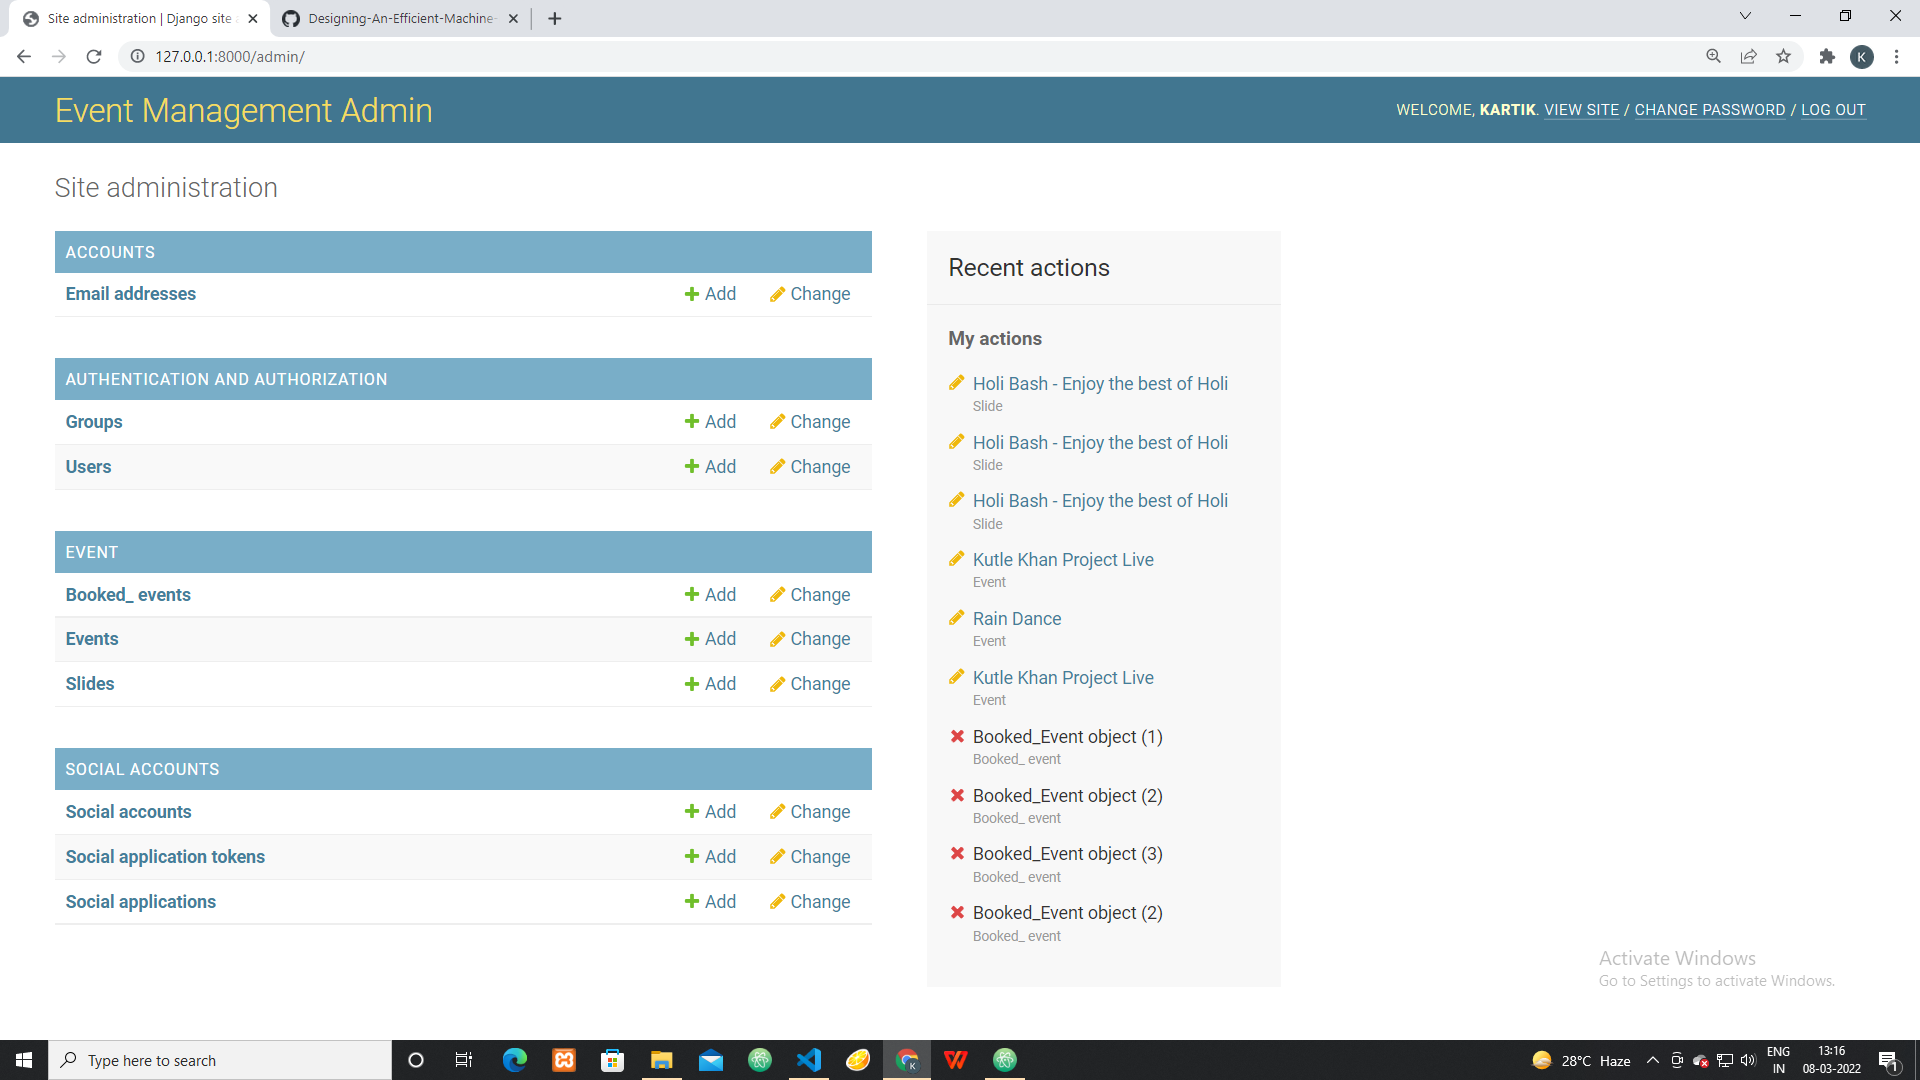 Site administration | Django site a
Designing-An-Efficient-Machine-
127.0.0.1:8000/admin/
K
Event Management Admin
WELCOME, KARTIK. VIEW SITE / CHANGE PASSWORD / LOG OUT
Site administration
ACCOUNTS
Email addresses Add Change
AUTHENTICATION AND AUTHORIZATION
Groups Add Change
Users Add Change
EVENT
Booked_ events Add Change
Events Add Change
Slides Add Change
SOCIAL ACCOUNTS
Social accounts Add Change
Social application tokens Add Change
Social applications Add Change
Recent actions
My actions
Holi Bash - Enjoy the best of Holi
Slide
Holi Bash - Enjoy the best of Holi
Slide
Holi Bash - Enjoy the best of Holi
Slide
Kutle Khan Project Live
Event
Rain Dance
Event
Kutle Khan Project Live
Event
Booked_Event object (1)
Booked_ event
Booked_Event object (2)
Booked_ event
Booked_Event object (3)
Booked_ event
Booked_Event object (2)
Booked_ event
Activate Windows
Go to Settings to activate Windows.
Type here to search
28°C Haze
ENG
IN
13:16
08-03-2022
1